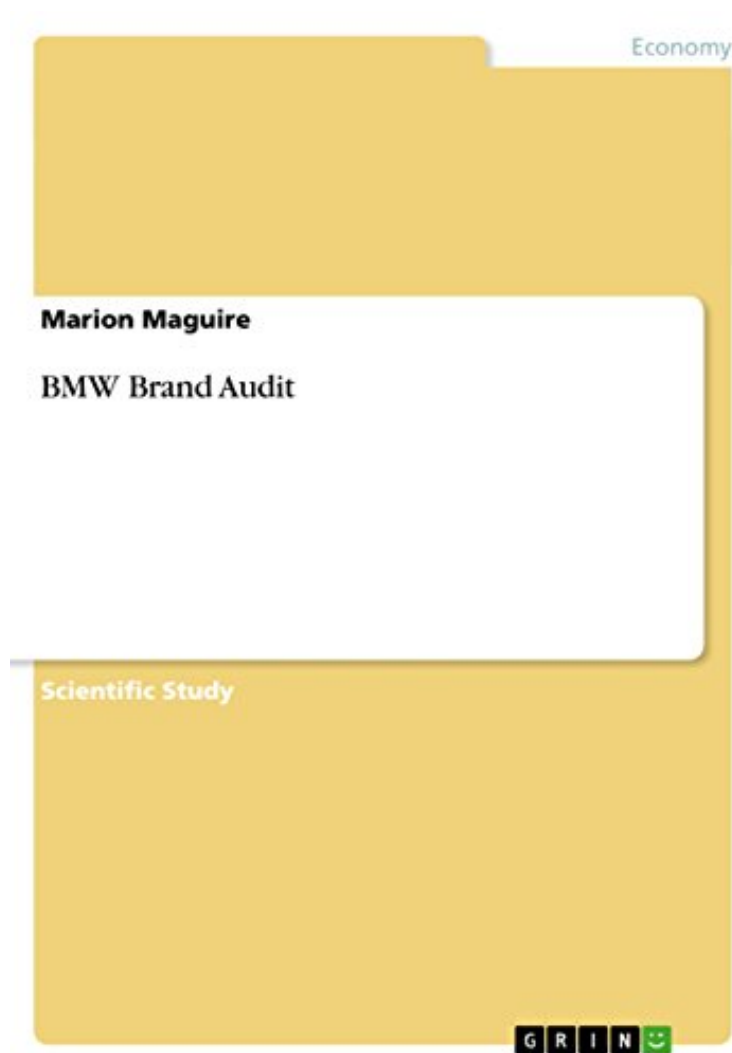 Economy
Marion Maguire
BMW Brand Audit
Scientific Study
GRIN